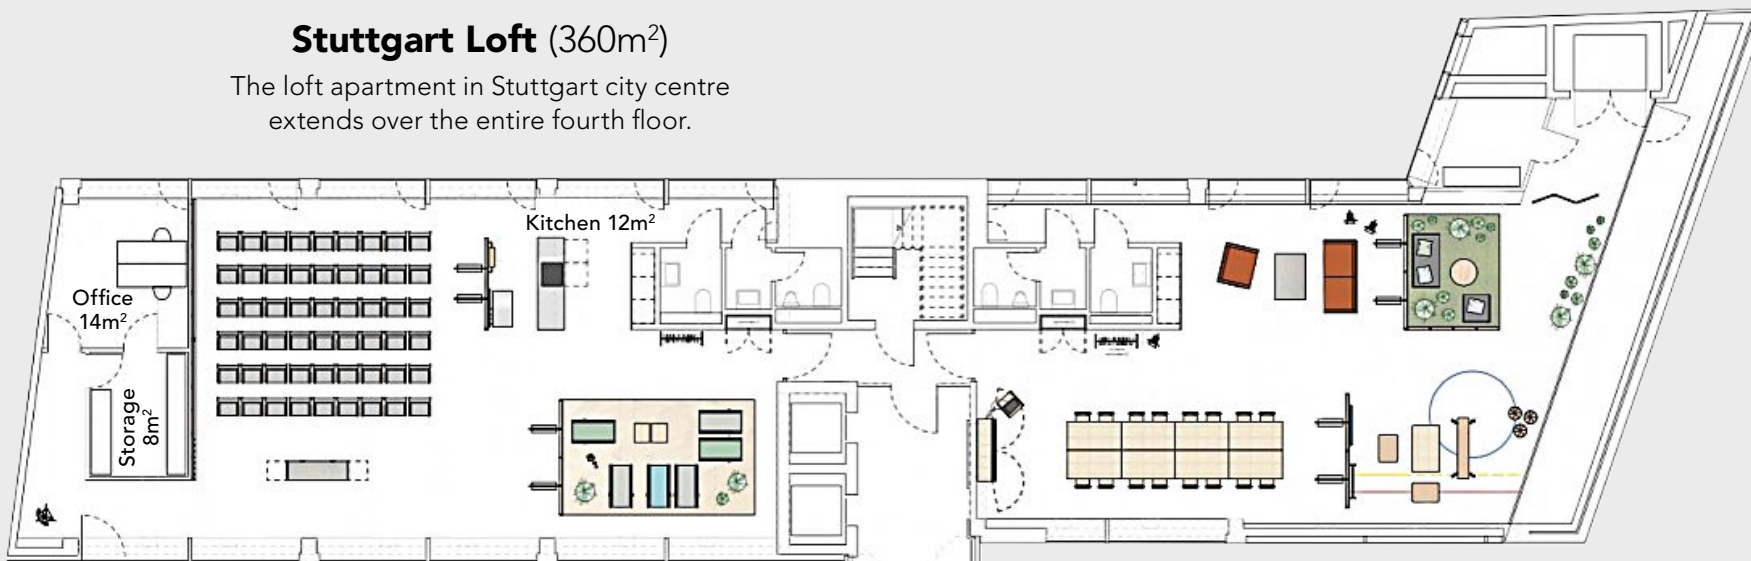 Stuttgart Loft (360m²)
The loft apartment in Stuttgart city centre
extends over the entire fourth floor.
Kitchen 12m²
Office
14m²
Storage
8m²